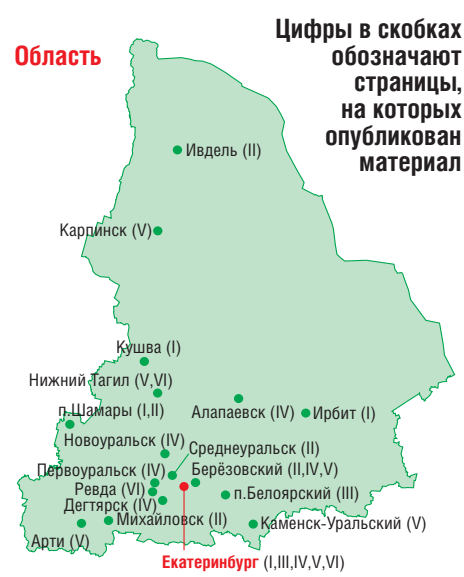 Область
Цифры в скобках
обозначают
страницы,
на которых
опубликован
материал
Ивдель (II)
Карпинск (V)
Кушва (I)
Нижний Тагил (V,VI)
Алапаевск (IV)
Ирбит (I)
п.Шамары (I,II)
Новоуральск (IV)
Среднеуральск (II)
Первоуральск (IV)
Берёзовский (II,IV,V)
Ревда (VI)
п.Белоярский (III)
Дегтярск (IV)
Михайловск (II)
Каменск-Уральский (V)
Арти (V)
Екатеринбург (I,III,IV,V,VI)